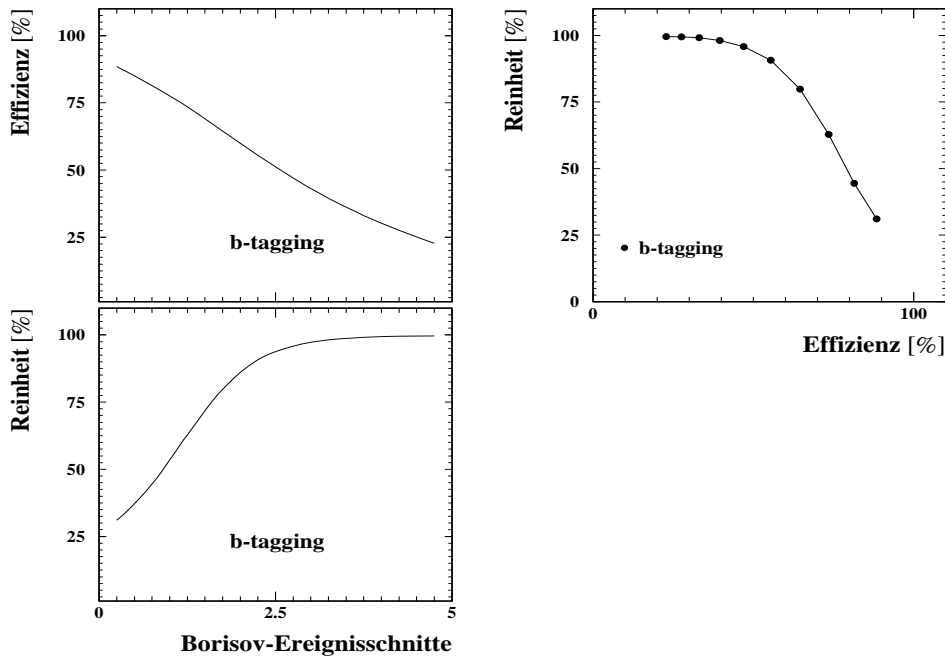 Effizienz [%]
100
75
50
25
b-tagging
Reinheit [%]
100
75
50
25
b-tagging
0
2.5
5
Borisov-Ereignisschnitte
Reinheit [%]
100
75
50
25
0
b-tagging
0
100
Effizienz [%]